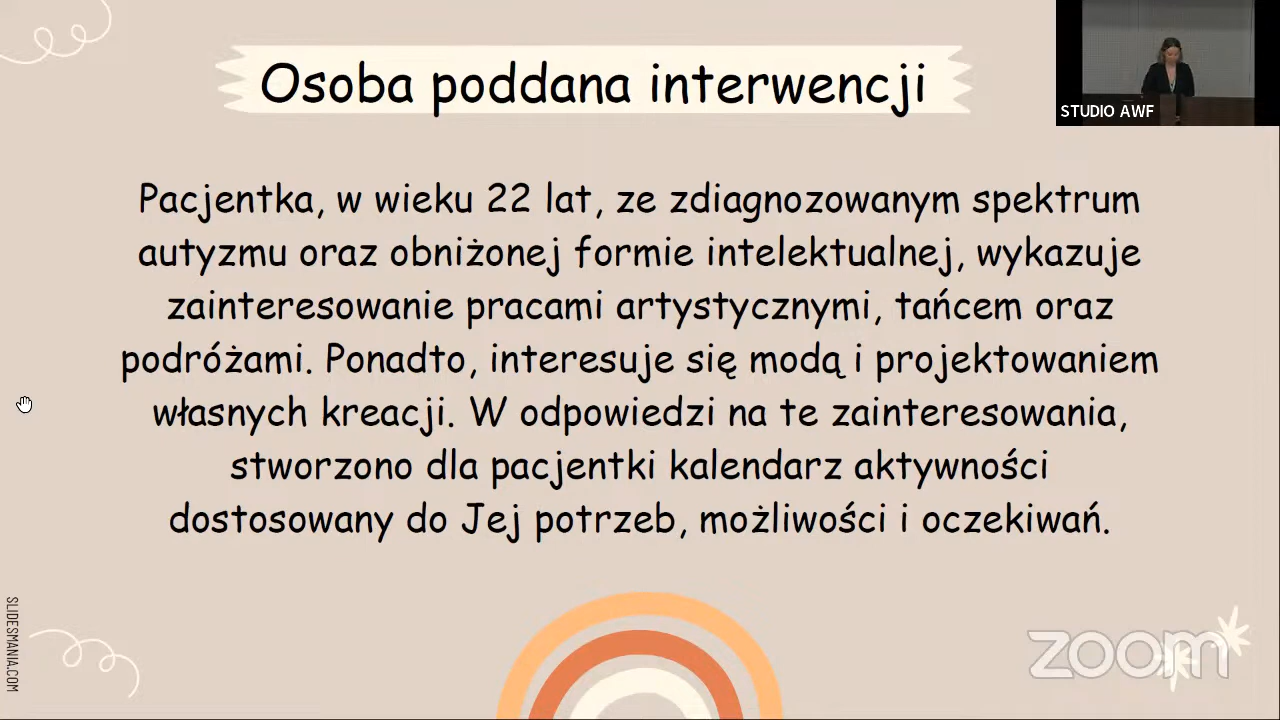 Osoba poddana interwencji
STUDIO AWF
Pacjentka, w wieku 22 lat, ze zdiagnozowanym spektrum
autyzmu oraz obniżonej formie intelektualnej, wykazuje
zainteresowanie pracami artystycznymi, tańcem oraz
podróżami. Ponadto, interesuje się modą i projektowaniem
własnych kreacji. W odpowiedzi na te zainteresowania,
stworzono dla pacjentki kalendarz aktywności
dostosowany do Jej potrzeb, możliwości i oczekiwań.
SLIDESMANIA.COM
zoom